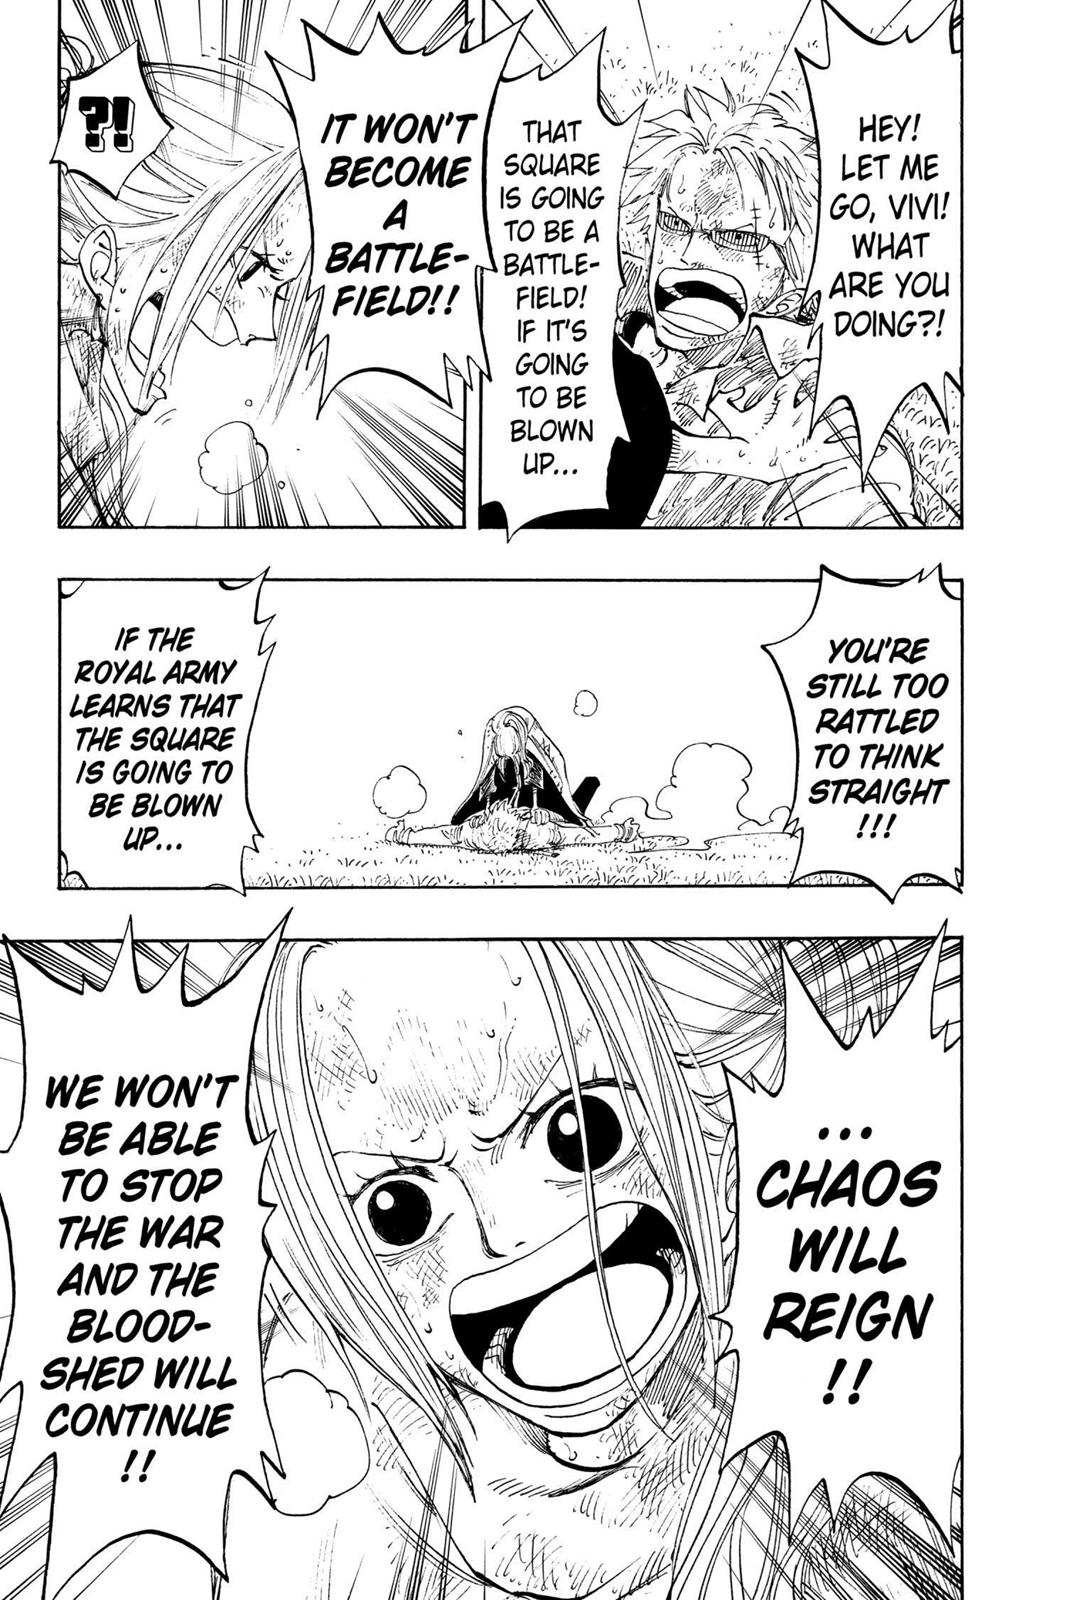 HEY!
LET ME
GO, VIVI!
WHAT
ARE YOU
DOING?!
THAT
SQUARE
IS GOING
TO BE A
BATTLE-
FIELD!
IF IT'S
GOING
TO BE
BLOWN
UP...
IT WON'T
BECOME
A
BATTLE-
FIELD!!
?!
YOU'RE
STILL TOO
RATTLED
TO THINK
STRAIGHT
!!!
IF THE
ROYAL ARMY
LEARNS THAT
THE SQUARE
IS GOING TO
BE BLOWN
UP...
...
CHAOS
WILL
REIGN
!!
WE WON'T
BE ABLE
TO STOP
THE WAR
AND THE
BLOOD-
SHED WILL
CONTINUE
!!